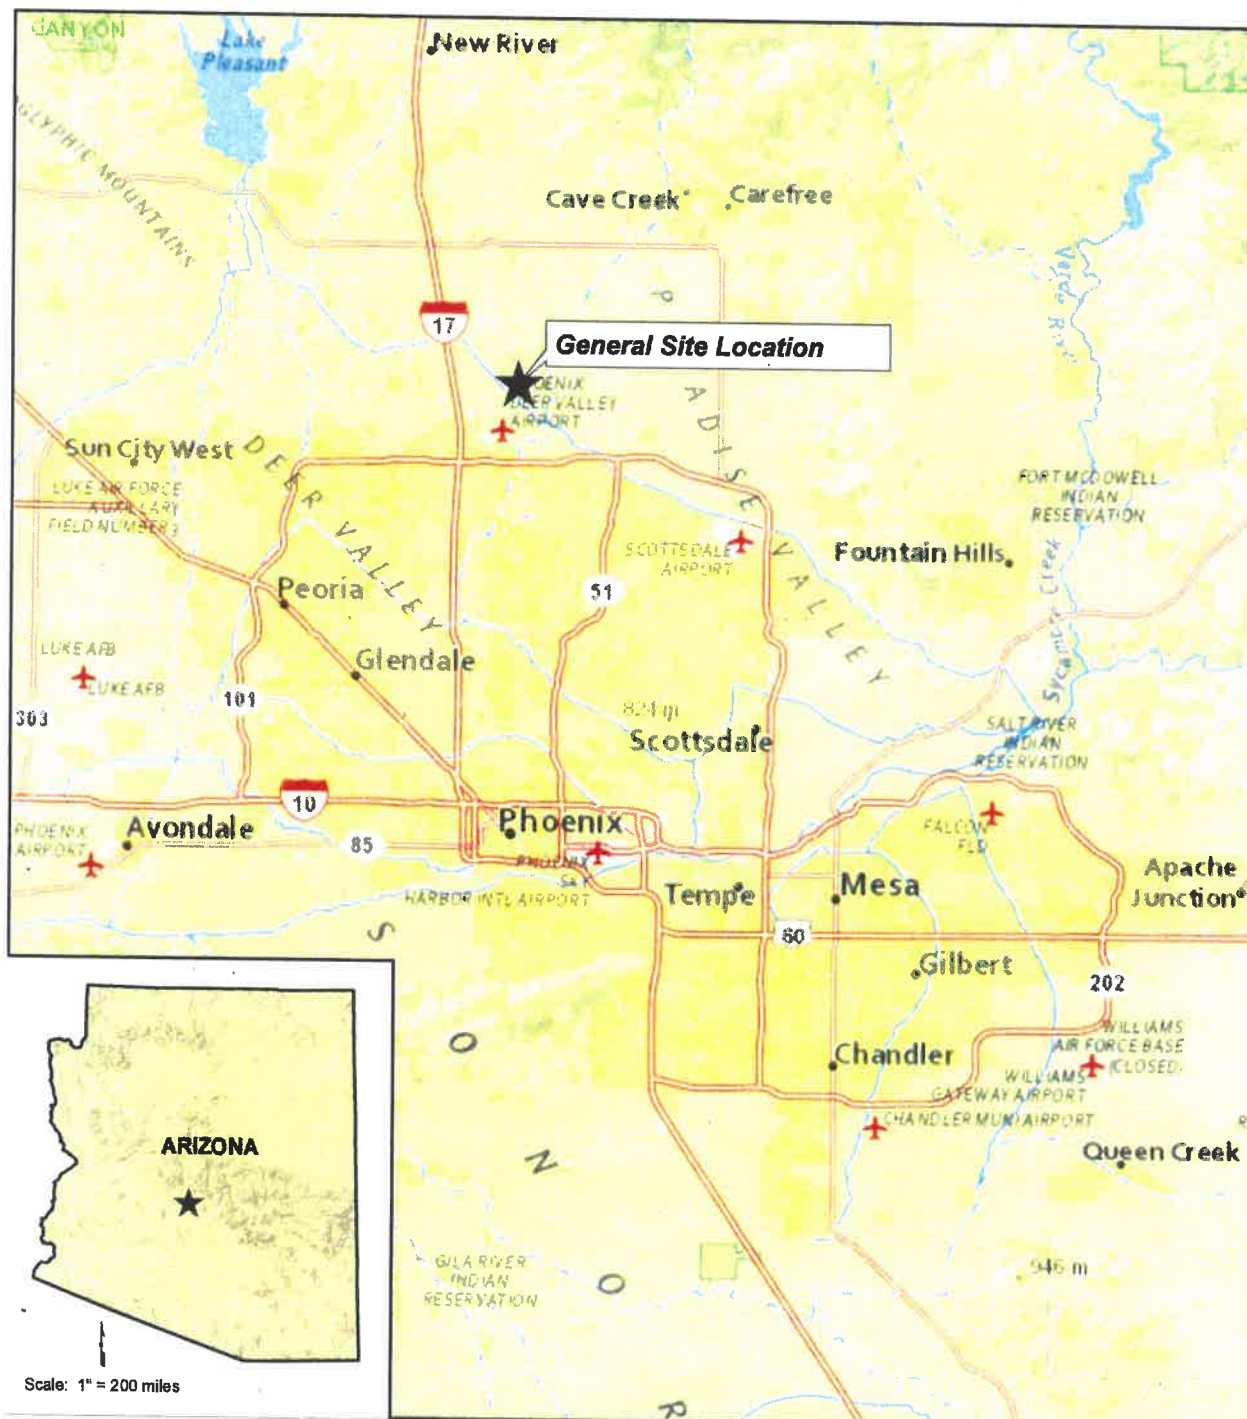 CANYON
Lake
Pleasant
New River
GLYPHIC MOUNTAINS
Cave Creek
Carefree
Verde River
17
General Site Location
PHOENIX
DEER VALLEY
AIRPORT
PARADISE VALLEY
Sun City West
DEER VALLEY
LUKE AIR FORCE
AUXILLARY
FIELD NUMBER 3
FORT MCDOWELL
INDIAN
RESERVATION
SCOTTSDALE
AIRPORT
Fountain Hills
Sycamore Creek
Peoria
51
LUKE AFB
LUKE AFB
Glendale
101
303
824 m
Scottsdale
SALT RIVER
INDIAN
RESERVATION
10
PHOENIX
AIRPORT
Avondale
85
Phoenix
PHOENIX
SKY
HARBOR INTL AIRPORT
FALCON
FLD
Tempe
Mesa
Apache
Junction
60
Gilbert
202
SONOR
WILLIAMS
AIR FORCE BASE
(CLOSED)
Chandler
WILLIAMS
GATEWAY AIRPORT
CHANDLER MUNI AIRPORT
R
Queen Creek
ARIZONA
GILA RIVER
INDIAN
RESERVATION
946 m
Scale: 1" = 200 miles